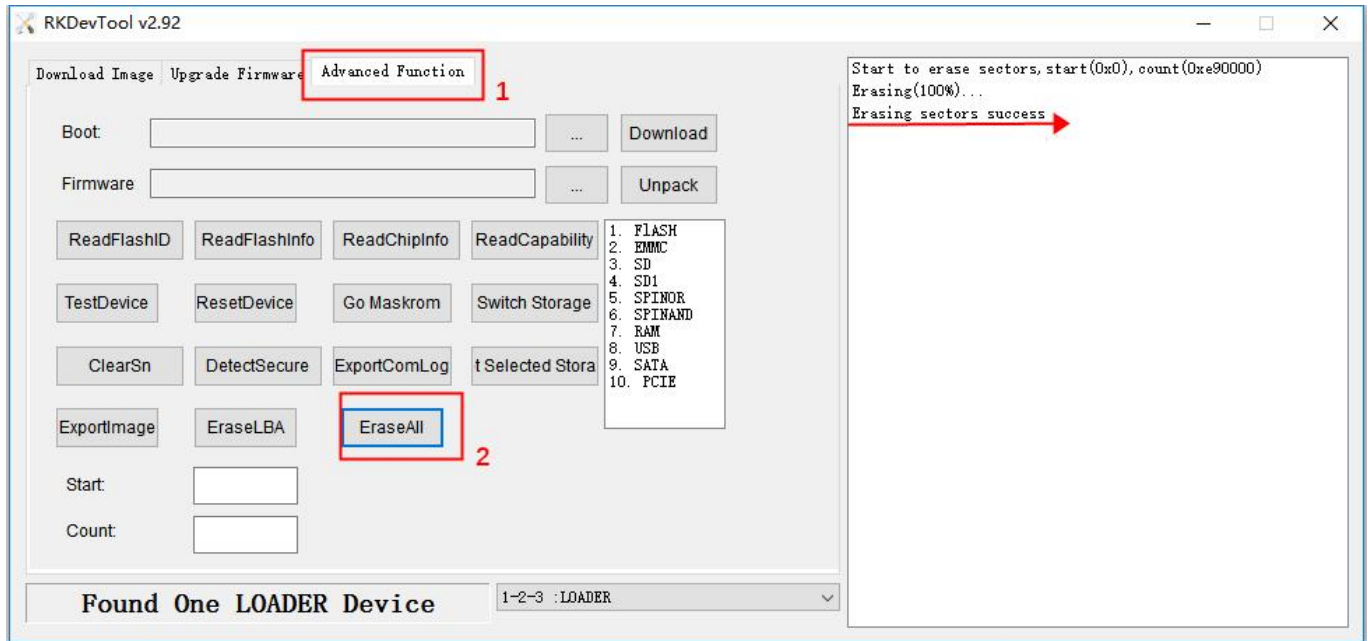 RKDevTool v2.92
Download Image Upgrade Firmware Advanced Function
1
Boot:
...
Download
Firmware
...
Unpack
ReadFlashID ReadFlashInfo ReadChipInfo ReadCapability
TestDevice ResetDevice Go Maskrom Switch Storage
ClearSn DetectSecure ExportComLog t Selected Stora
ExportImage EraseLBA EraseAll
2
1. FlASH
2. EMMC
3. SD
4. SD1
5. SPINOR
6. SPINAND
7. RAM
8. USB
9. SATA
10. PCIE
Start:
Count:
Found One LOADER Device
1-2-3 :LOADER
Start to erase sectors,start(0x0),count(0xe90000)
Erasing(100%)...
Erasing sectors success